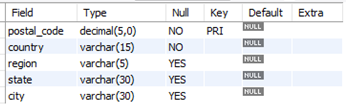 Field Type Null Key Default Extra
postal_code decimal(5,0) NO PRI NULL
country varchar(15) NO NULL
region varchar(5) YES NULL
state varchar(30) YES NULL
city varchar(30) YES NULL